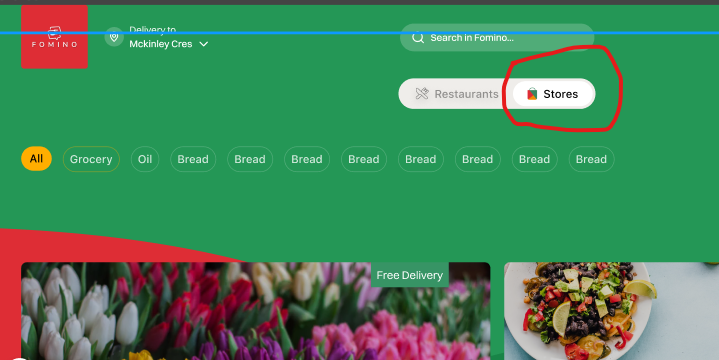 FOMINO
Delivery to
Mckinley Cres
Search in Fomino...
Restaurants
Stores
All
Grocery
Oil
Bread
Bread
Bread
Bread
Bread
Bread
Bread
Bread
Free Delivery